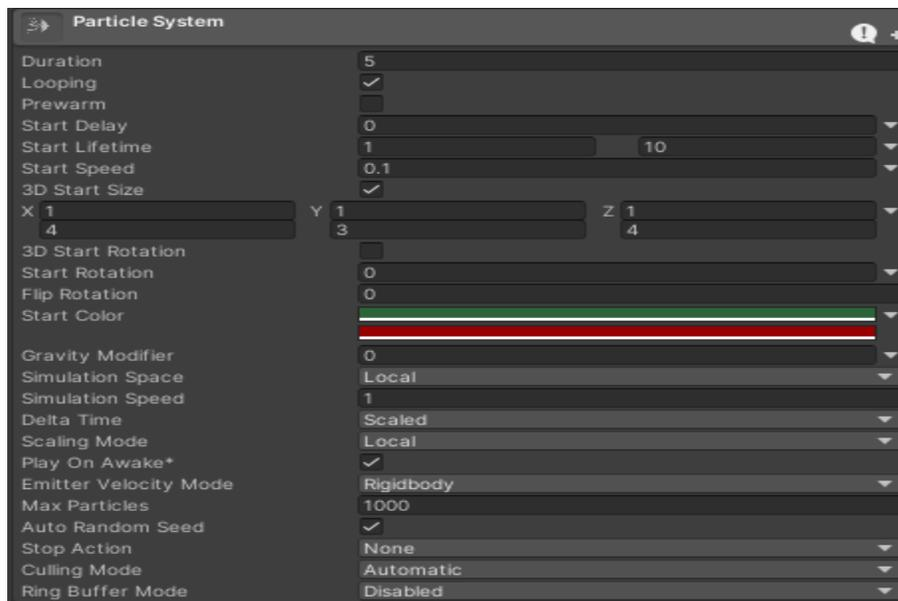 Particle System
Duration 5
Looping
Prewarm
Start Delay 0
Start Lifetime 1 10
Start Speed 0.1
3D Start Size
X 1 Y 1 Z 1
4 3 4
3D Start Rotation
Start Rotation 0
Flip Rotation 0
Start Color
Gravity Modifier 0
Simulation Space Local
Simulation Speed 1
Delta Time Scaled
Scaling Mode Local
Play On Awake*
Emitter Velocity Mode Rigidbody
Max Particles 1000
Auto Random Seed
Stop Action None
Culling Mode Automatic
Ring Buffer Mode Disabled